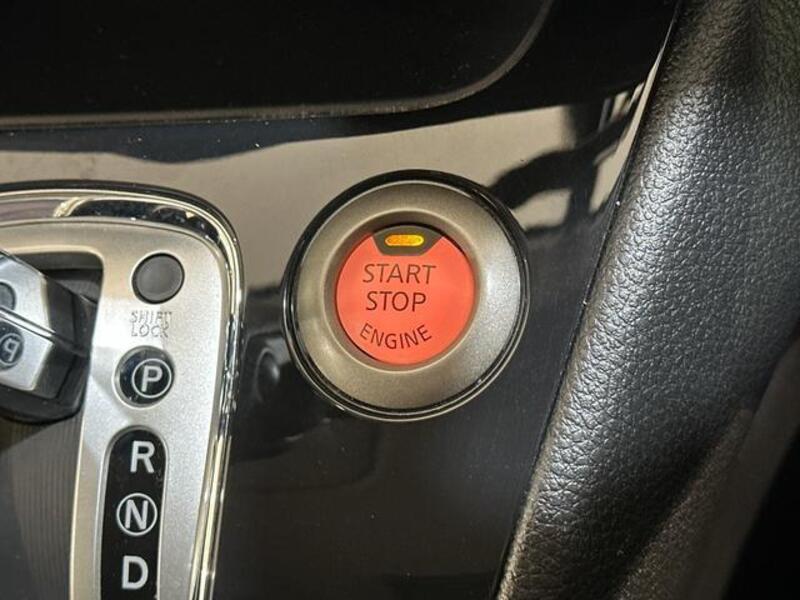 START
STOP
ENGINE
SHIFT
LOCK
P
P
R
N
D